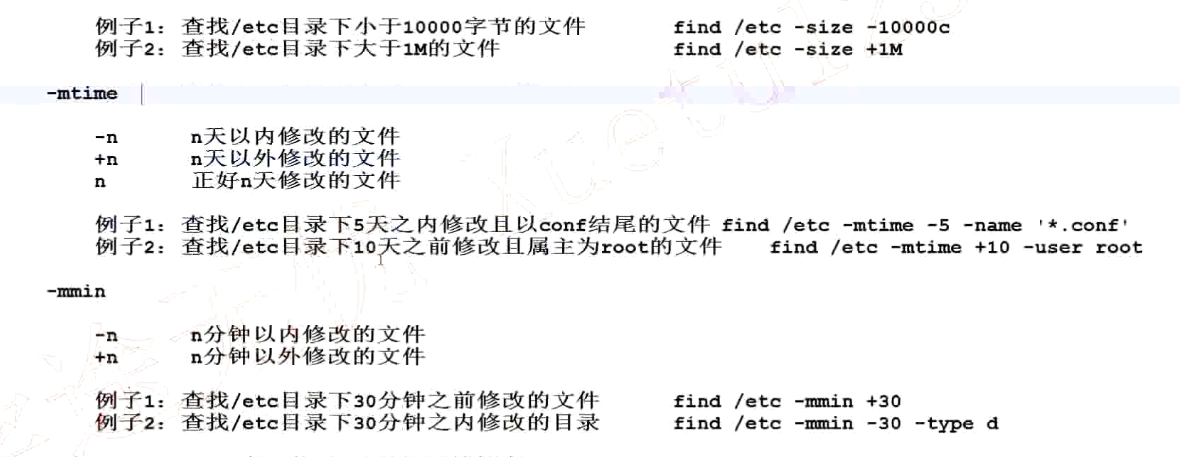 例子1：查找/etc目录下小于10000字节的文件 find /etc -size -10000c
例子2：查找/etc目录下大于1M的文件 find /etc -size +1M
-mtime
-n n天以内修改的文件
+n n天以外修改的文件
n 正好n天修改的文件
例子1：查找/etc目录下5天之内修改且以conf结尾的文件 find /etc -mtime -5 -name '*.conf'
例子2：查找/etc目录下10天之前修改且属主为root的文件 find /etc -mtime +10 -user root
-mmin
-n n分钟以内修改的文件
+n n分钟以外修改的文件
例子1：查找/etc目录下30分钟之前修改的文件 find /etc -mmin +30
例子2：查找/etc目录下30分钟之内修改的目录 find /etc -mmin -30 -type d